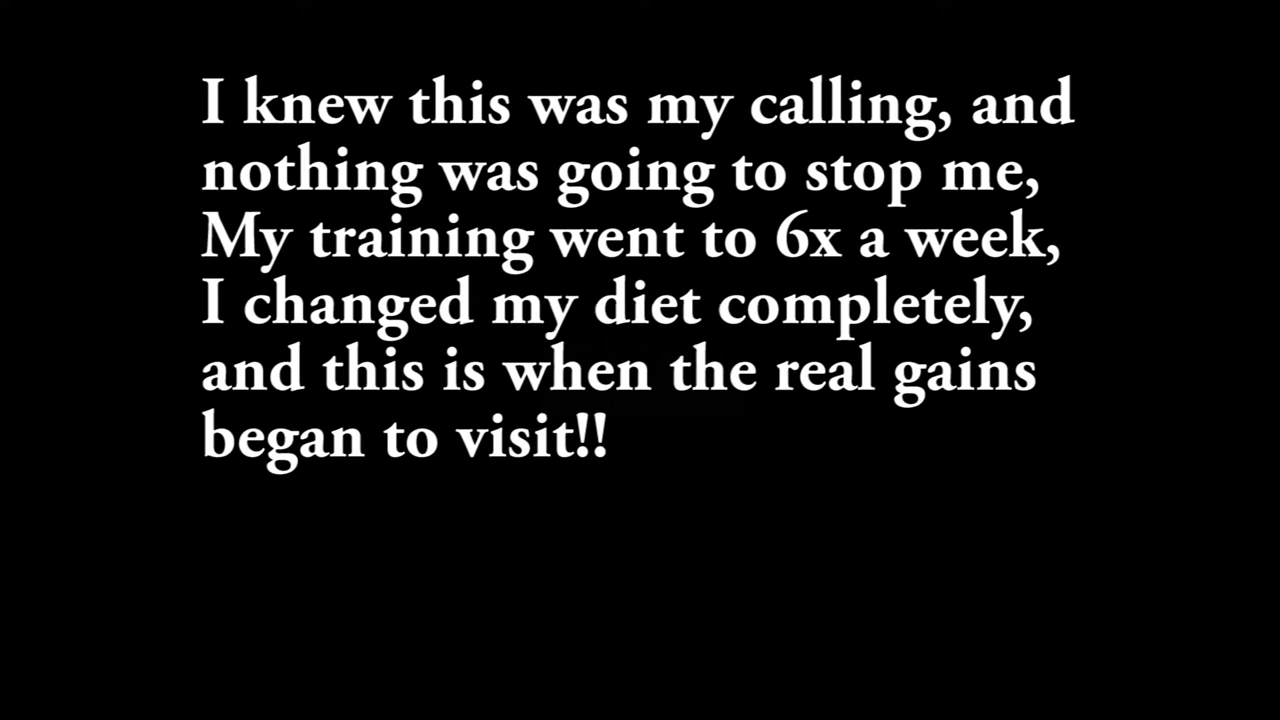 I knew this was my calling, and
nothing was going to stop me,
My training went to 6x a week,
I changed my diet completely,
and this is when the real gains
began to visit!!